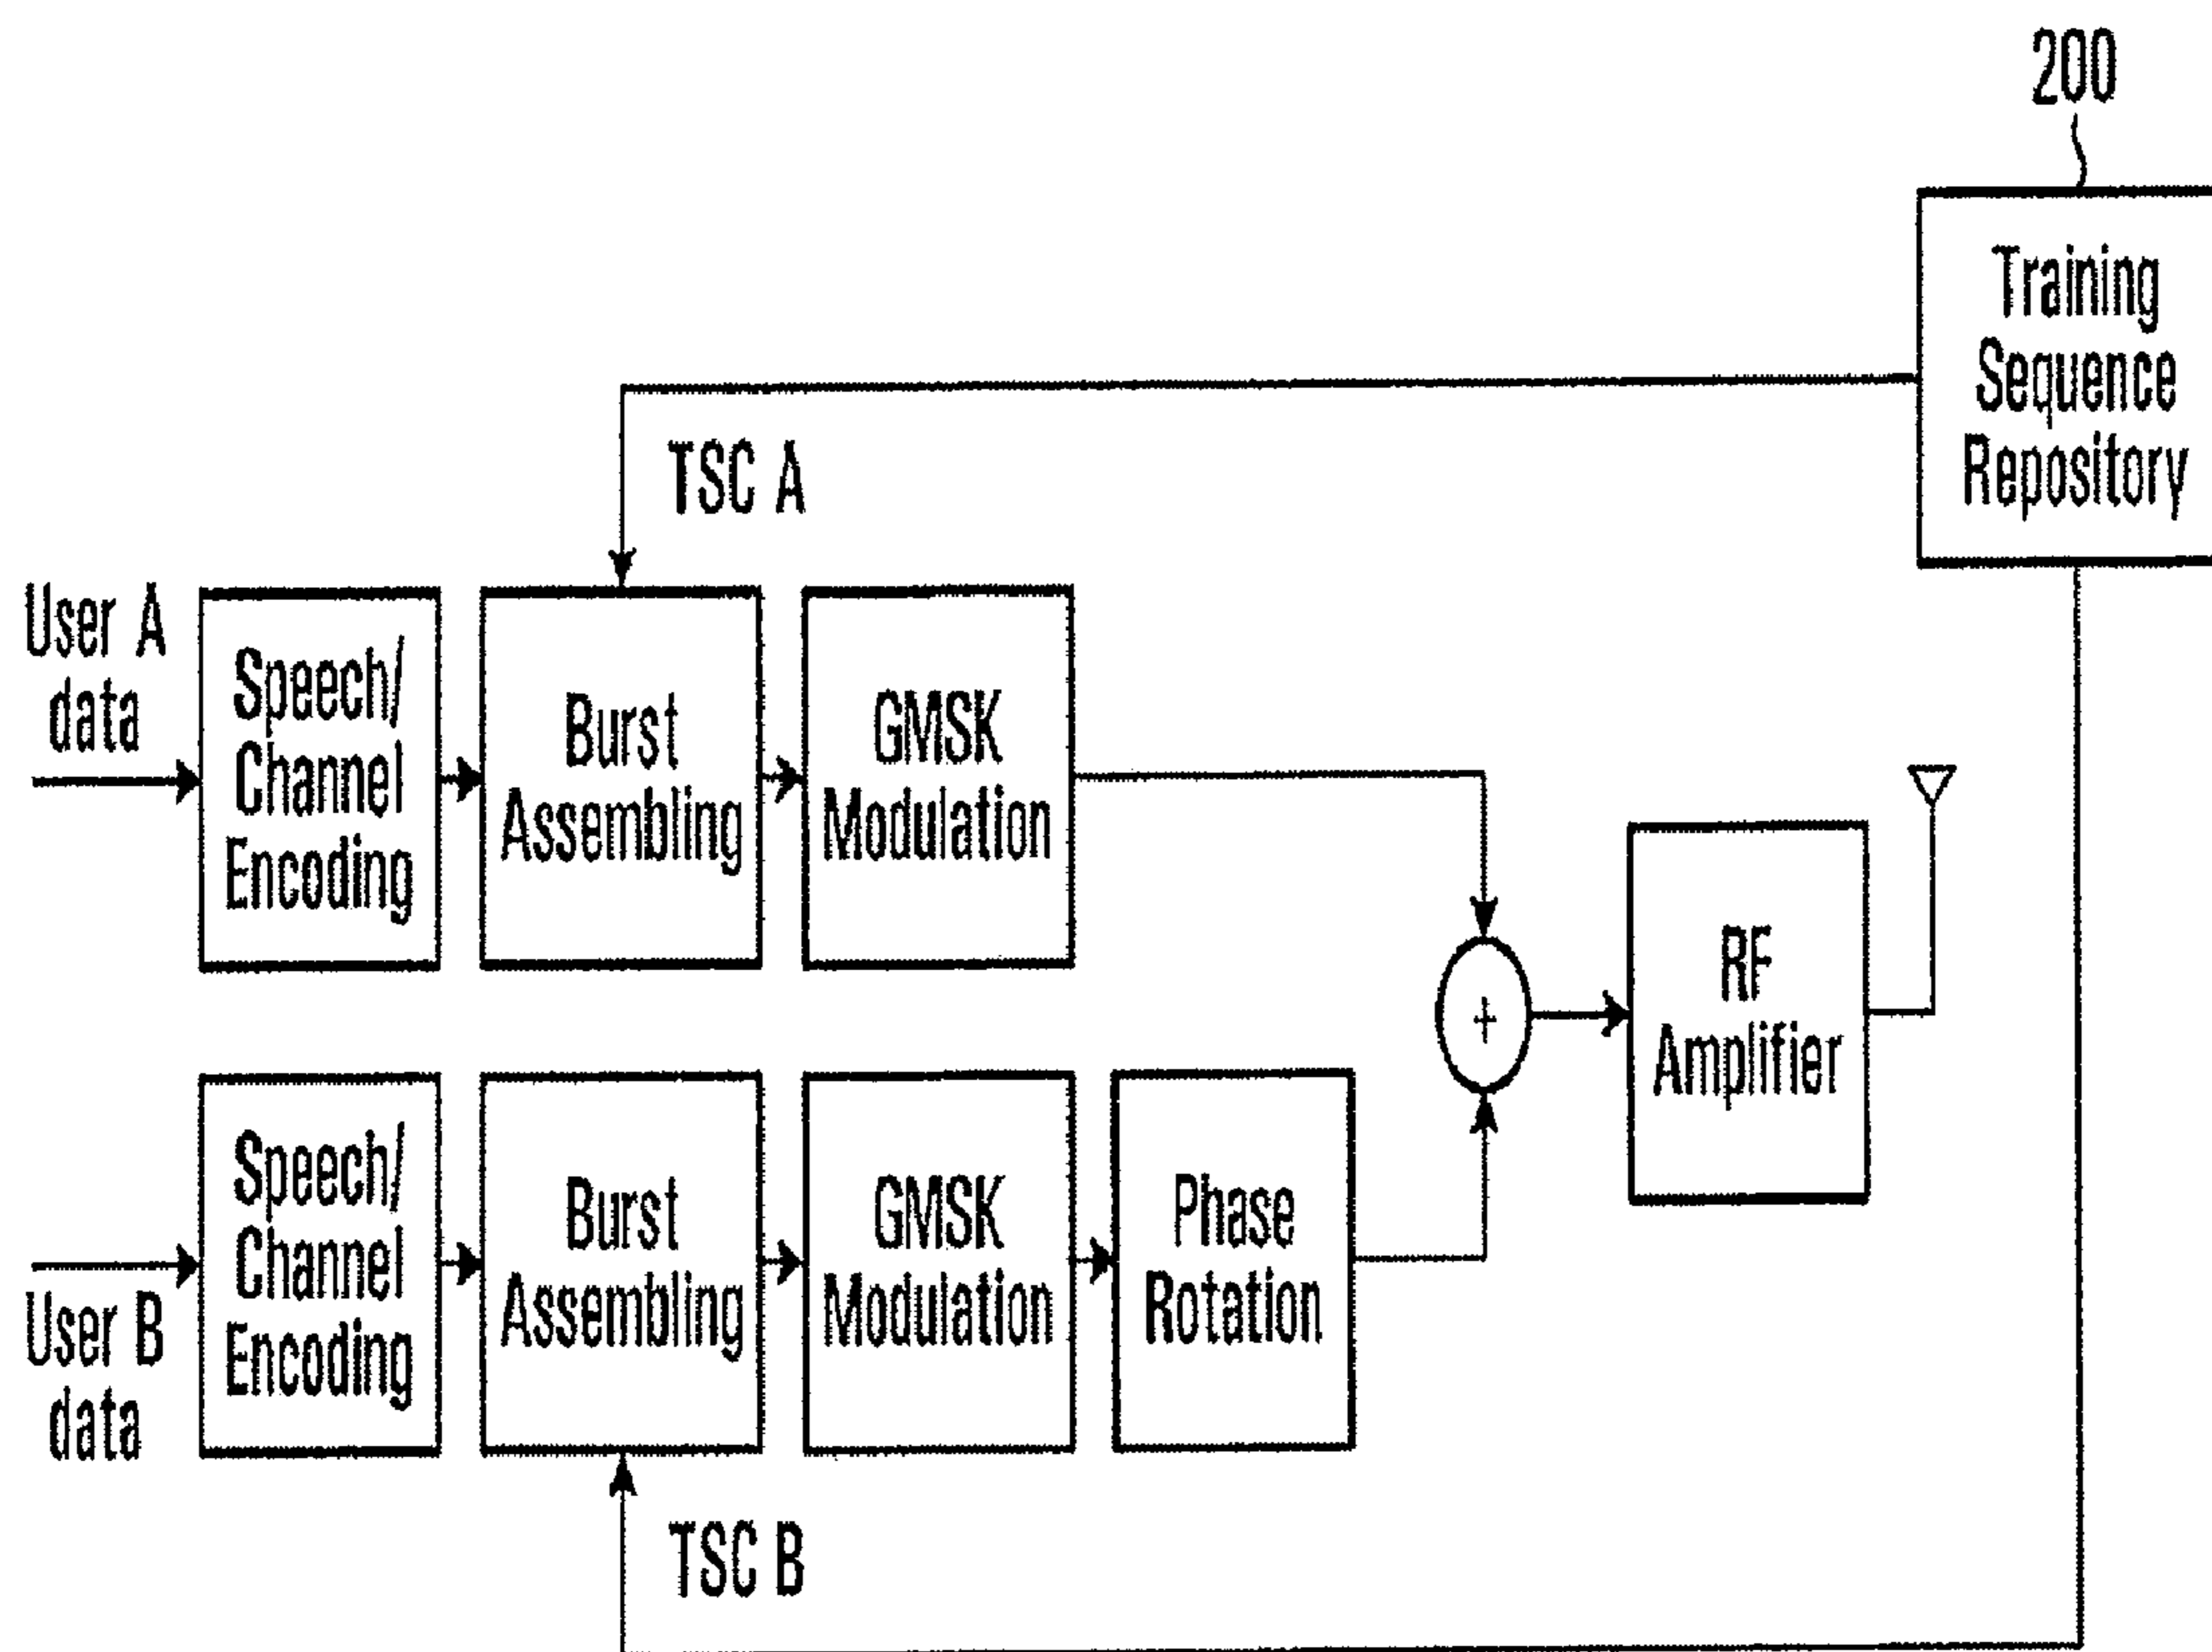 200
Training
Sequence
Repository
TSC A
User A
data
Speech/
Channel
Encoding
Burst
Assembling
GMSK
Modulation
+
RF
Amplifier
User B
data
Speech/
Channel
Encoding
Burst
Assembling
GMSK
Modulation
Phase
Rotation
TSC B